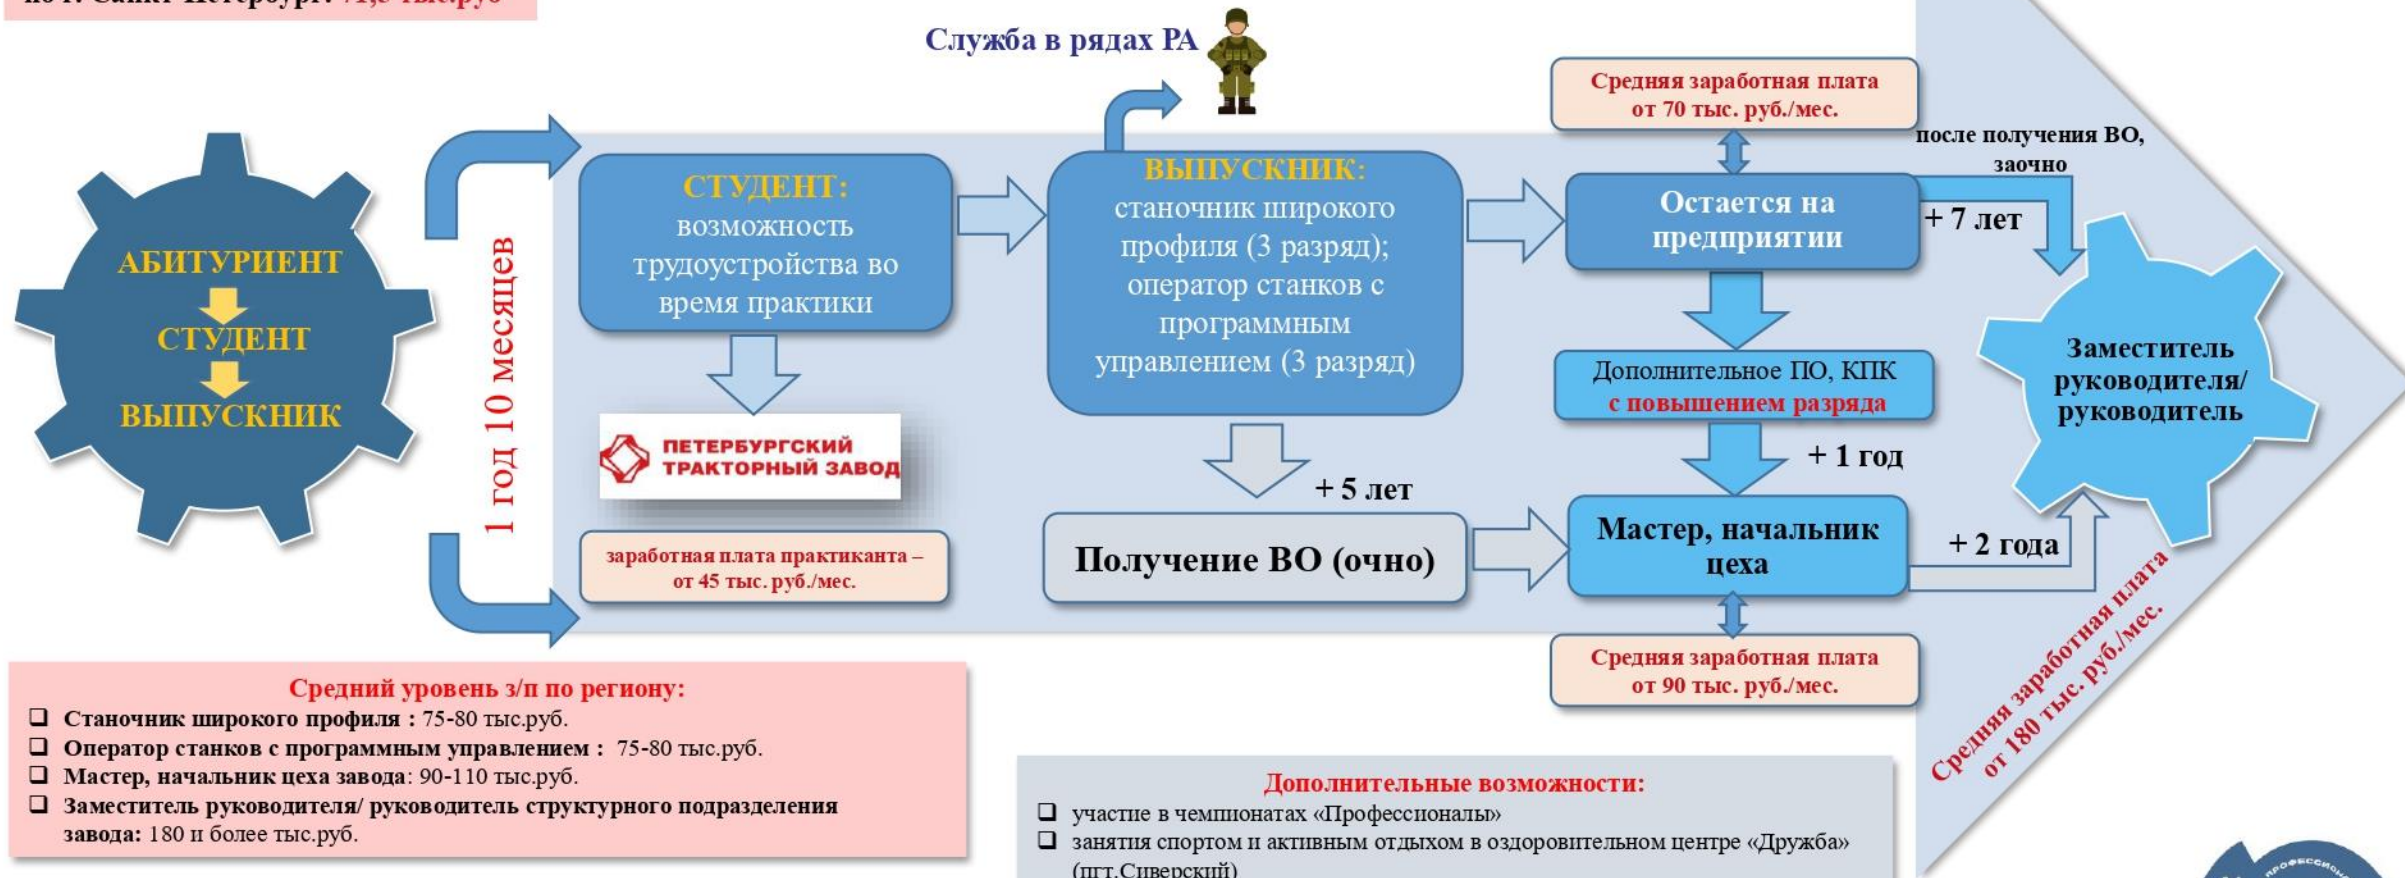 по г. Санкт-Петербург: 71,5 тыс.руб
Служба в рядах РА
АБИТУРИЕНТ
СТУДЕНТ
ВЫПУСКНИК
1 год 10 месяцев
СТУДЕНТ:
возможность
трудоустройства во
время практики
ПЕТЕРБУРГСКИЙ
ТРАКТОРНЫЙ ЗАВОД
заработная плата практиканта –
от 45 тыс. руб./мес.
ВЫПУСКНИК:
станочник широкого
профиля (3 разряд);
оператор станков с
программным
управлением (3 разряд)
+ 5 лет
Получение ВО (очно)
Средняя заработная плата
от 70 тыс. руб./мес.
Остается на
предприятии
после получения ВО,
заочно
+ 7 лет
Дополнительное ПО, КПК
с повышением разряда
+ 1 год
Мастер, начальник
цеха
+ 2 года
Средняя заработная плата
от 90 тыс. руб./мес.
Заместитель
руководителя/
руководитель
Средняя заработная плата
от 180 тыс. руб./мес.
Средний уровень з/п по региону:
Станочник широкого профиля : 75-80 тыс.руб.
Оператор станков с программным управлением : 75-80 тыс.руб.
Мастер, начальник цеха завода: 90-110 тыс.руб.
Заместитель руководителя/ руководитель структурного подразделения
завода: 180 и более тыс.руб.
Дополнительные возможности:
участие в чемпионатах «Профессионалы»
занятия спортом и активным отдыхом в оздоровительном центре «Дружба»
(пгт.Сиверский)